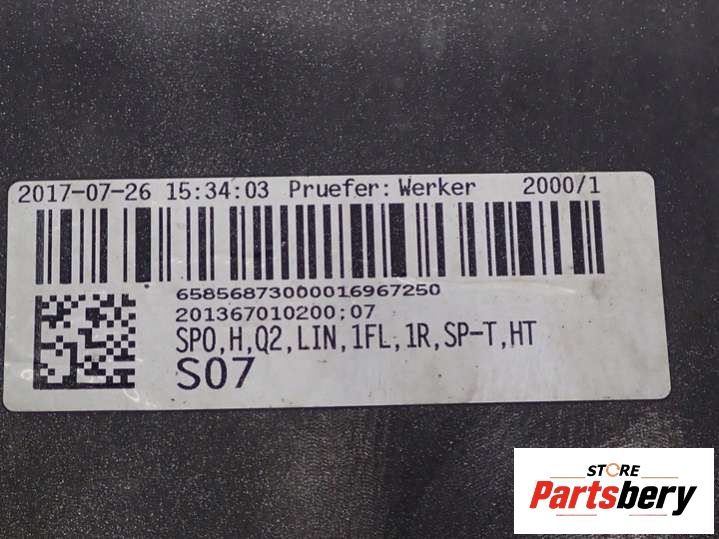 2017-07-26 15:34:03 Pruefer: Werker 2000/1
65856873000016967250
201367010200;07
SPO,H,Q2,LIN,1FL,1R,SP-T,HT
S07
STORE
Partsbery